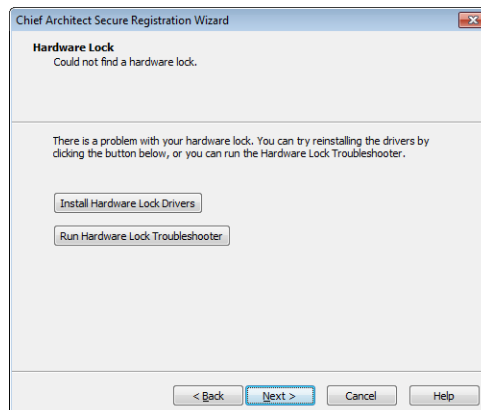 Chief Architect Secure Registration Wizard
Hardware Lock
Could not find a hardware lock.
There is a problem with your hardware lock. You can try reinstalling the drivers by
clicking the button below, or you can run the Hardware Lock Troubleshooter.
Install Hardware Lock Drivers
Run Hardware Lock Troubleshooter
< Back Next > Cancel Help